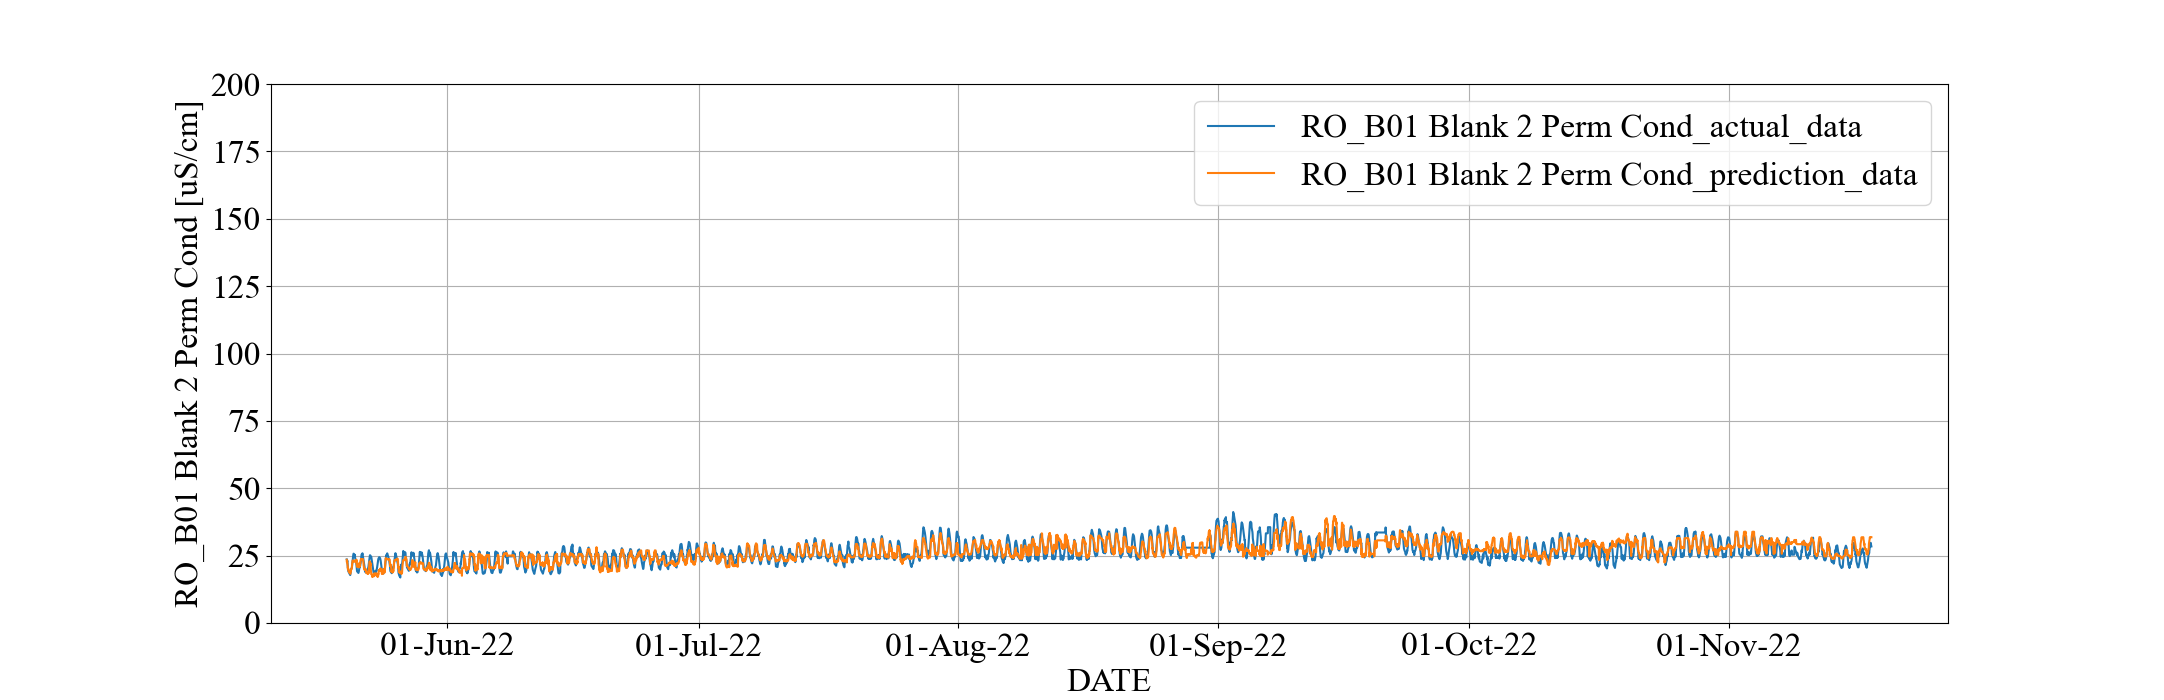 RO_B01 Blank 2 Perm Cond [uS/cm]
200
175
150
125
100
75
50
25
0
RO_B01 Blank 2 Perm Cond_actual_data
RO_B01 Blank 2 Perm Cond_prediction_data
01-Jun-22 01-Jul-22 01-Aug-22 01-Sep-22 01-Oct-22 01-Nov-22
DATE